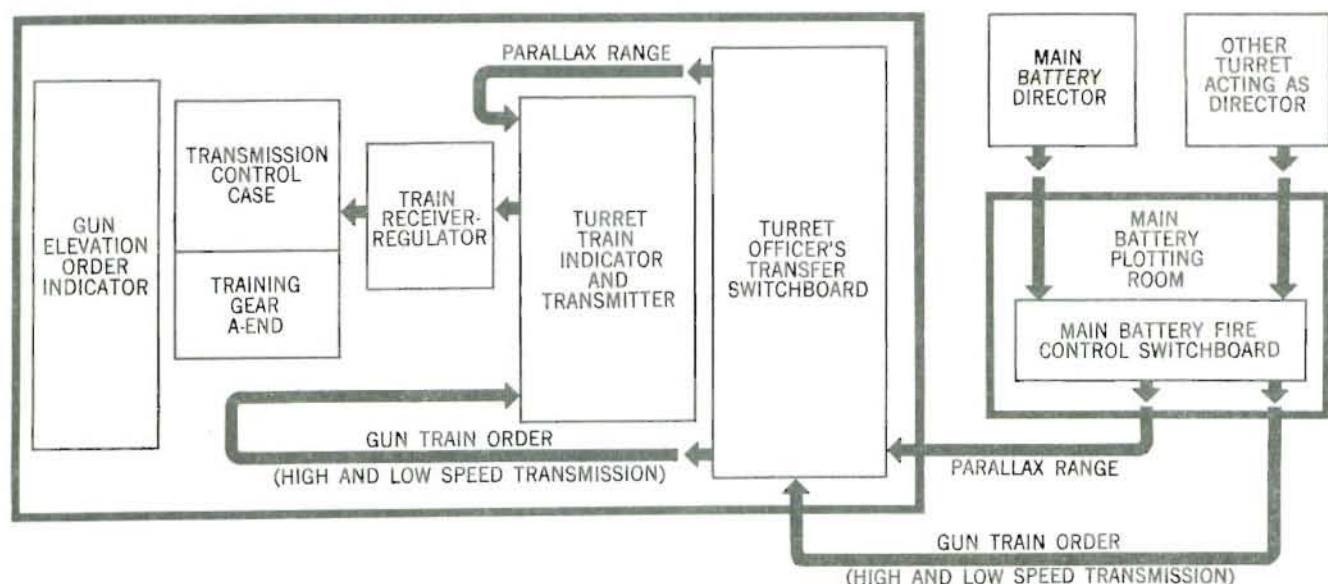 PARALLAX RANGE
GUN
ELEVATION
ORDER
INDICATOR
TRANSMISSION
CONTROL
CASE
TRAINING
GEAR
A-END
TRAIN
RECEIVER-
REGULATOR
TURRET
TRAIN
INDICATOR
AND
TRANSMITTER
TURRET
OFFICER'S
TRANSFER
SWITCHBOARD
GUN TRAIN ORDER
(HIGH AND LOW SPEED TRANSMISSION)
MAIN
BATTERY
DIRECTOR
OTHER
TURRET
ACTING AS
DIRECTOR
MAIN
BATTERY
PLOTTING
ROOM
MAIN BATTERY FIRE
CONTROL SWITCHBOARD
PARALLAX RANGE
GUN TRAIN ORDER
(HIGH AND LOW SPEED TRANSMISSION)